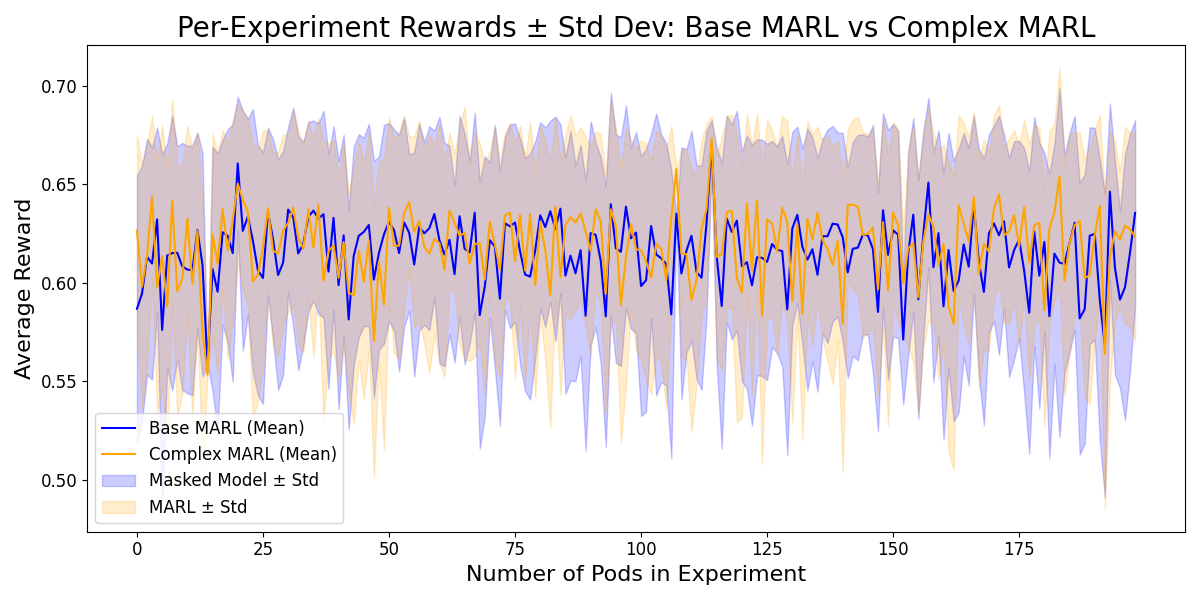 Per-Experiment Rewards ± Std Dev: Base MARL vs Complex MARL
Average Reward
0.70
0.65
0.60
0.55
0.50
Base MARL (Mean)
Complex MARL (Mean)
Masked Model ± Std
MARL ± Std
0 25 50 75 100 125 150 175
Number of Pods in Experiment